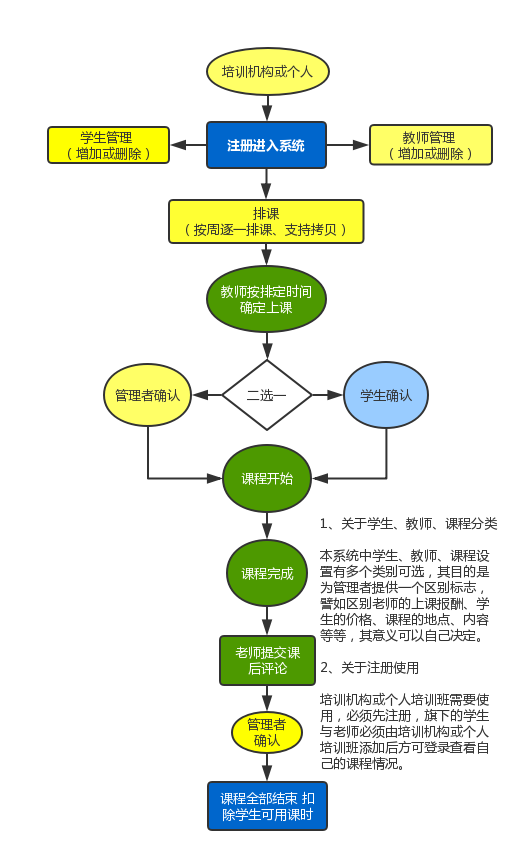 培训机构或个人
学生管理
（增加或删除）
注册进入系统
教师管理
（增加或删除）
排课
（按周逐一排课、支持拷贝）
教师按排定时间
确定上课
管理者确认
二选一
学生确认
课程开始
课程完成
老师提交课
后评论
管理者
确认
课程全部结束 扣
除学生可用课时
1、关于学生、教师、课程分类
本系统中学生、教师、课程设
置有多个类别可选，其目的是
为管理者提供一个区别标志，
譬如区别老师的上课报酬、学
生的价格、课程的地点、内容
等等，其意义可以自己决定。
2、关于注册使用
培训机构或个人培训班需要使
用，必须先注册，旗下的学生
与老师必须由培训机构或个人
培训班添加后方可登录查看自
己的课程情况。